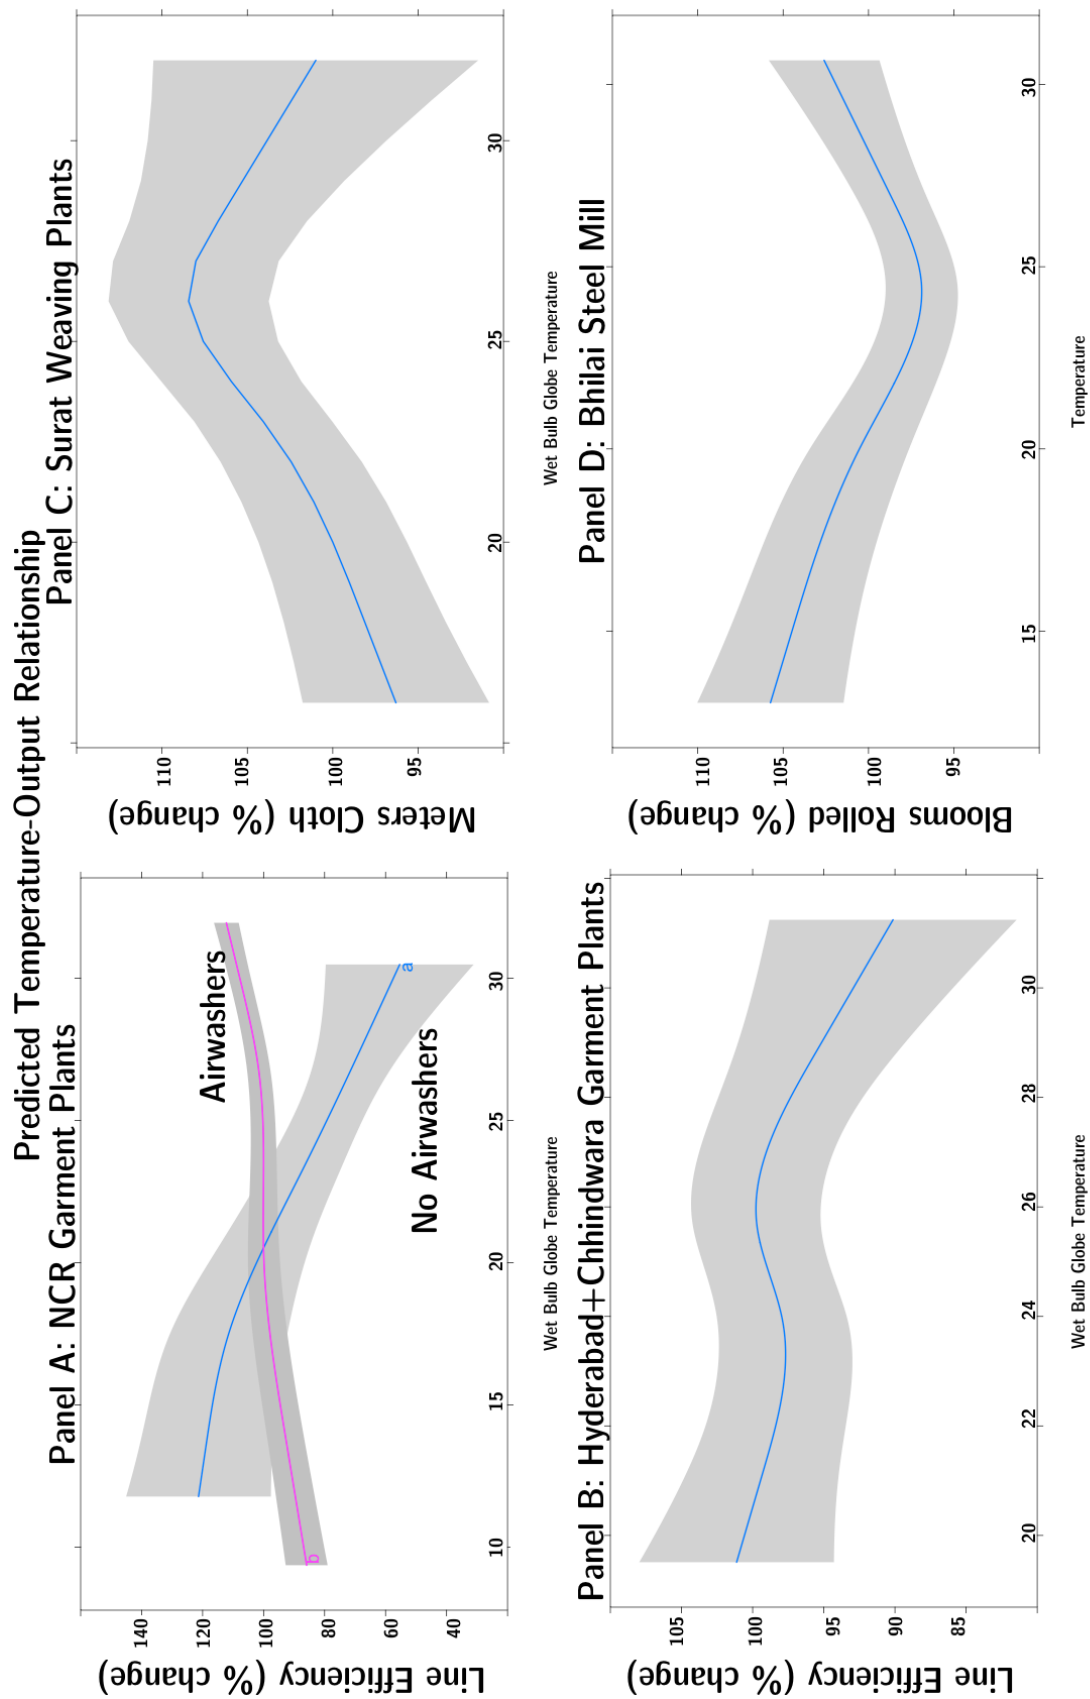 Predicted Temperature-Output Relationship
Panel A: NCR Garment Plants
Line Efficiency (% change)
140
120
100
80
60
40
Airwashers
No Airwashers
a
b
10
15
20
25
30
Wet Bulb Globe Temperature
Panel C: Surat Weaving Plants
Meters Cloth (% change)
110
105
100
95
20
25
30
Wet Bulb Globe Temperature
Panel B: Hyderabad+Chhindwara Garment Plants
Line Efficiency (% change)
105
100
95
90
85
20
22
24
26
28
30
Wet Bulb Globe Temperature
Panel D: Bhilai Steel Mill
Blooms Rolled (% change)
110
105
100
95
15
20
25
30
Temperature